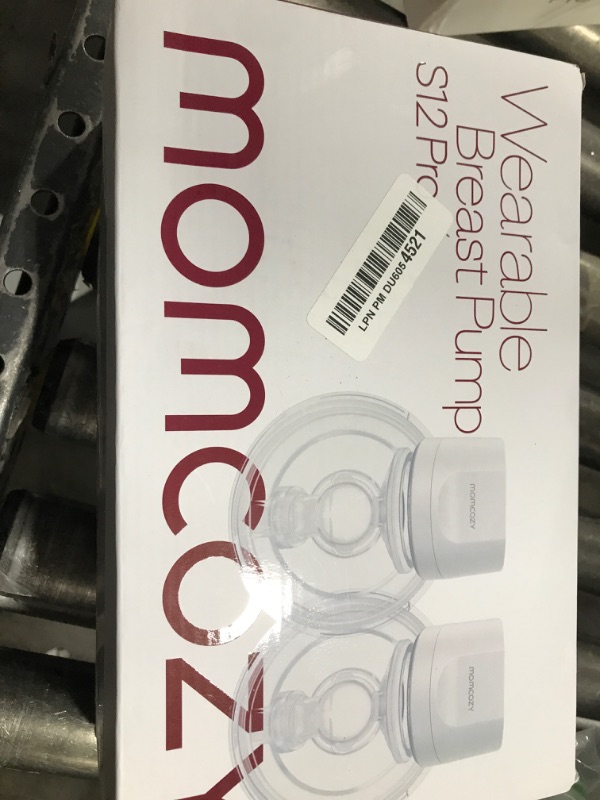 Wearable
Breast Pump
S12 Pro
LPN PM DU6054521
momcozy
momcozy
momcozy